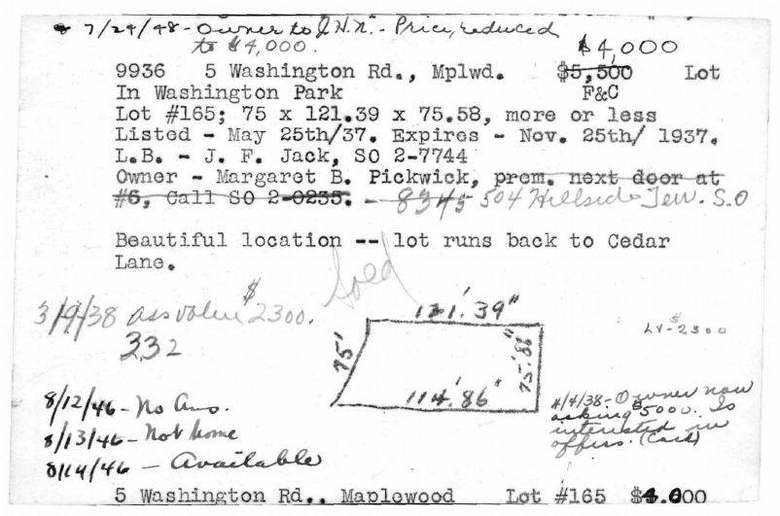 7/29/48 - Owner to J.H.N. - Price, reduced
to $4,000.
$4,000
9936 5 Washington Rd., Mplwd. $5,500 Lot
In Washington Park F&C
Lot #165; 75 x 121.39 x 75.58, more or less
Listed - May 25th/37. Expires - Nov. 25th/ 1937.
L.B. - J. F. Jack, SO 2-7744
Owner - Margaret B. Pickwick, prem. next door at
#6, Call SO 2-0235. - 8345 504 Hillside Terr. S.O
Beautiful location -- lot runs back to Cedar
Lane.
Sold
3/9/38 ass value $2300.
332
121.'39"
75'
75.'86"
114.'86"
LV-$2300
8/12/46 - No Ans.
8/13/46 - Not home
8/14/46 - Available
11/4/38 - Owner now
asking $5000. Is
interested in
offers. (Card)
5 Washington Rd., Maplewood Lot #165 $4.000